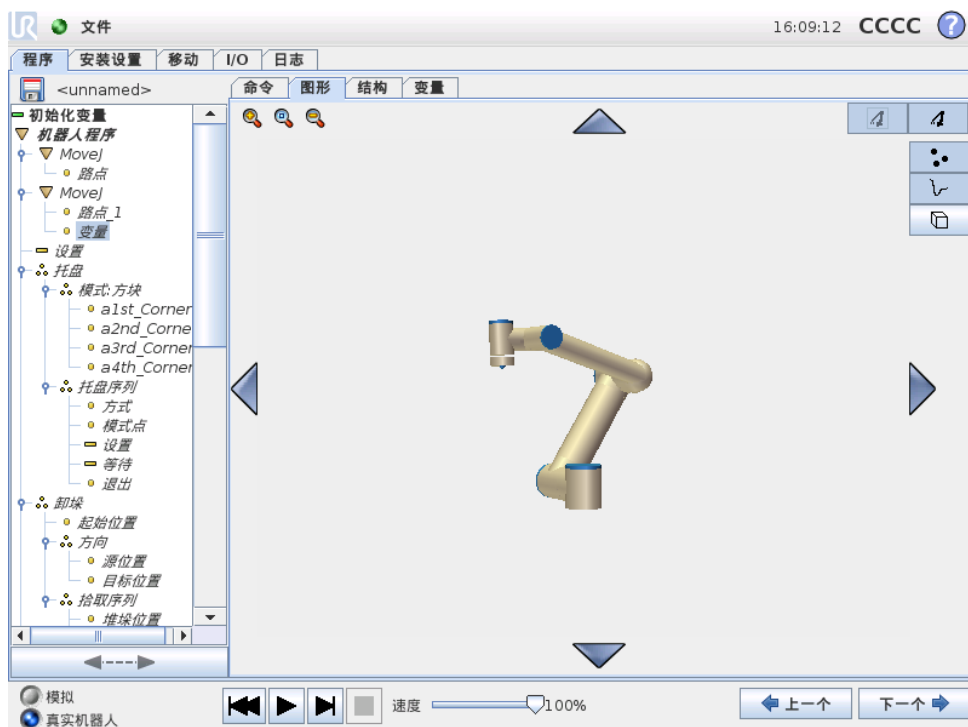 UR 文件 16:09:12 CCCC ?
程序 安装设置 移动 I/O 日志
<unnamed>
命令 图形 结构 变量
初始化变量
机器人程序
MoveJ
路点
MoveJ
路点_1
变量
设置
托盘
模式:方块
a1st_Corner
a2nd_Corne
a3rd_Corner
a4th_Corner
托盘序列
方式
模式点
设置
等待
退出
卸垛
起始位置
方向
源位置
目标位置
拾取序列
堆垛位置
模拟
真实机器人
速度 100%
上一个 下一个